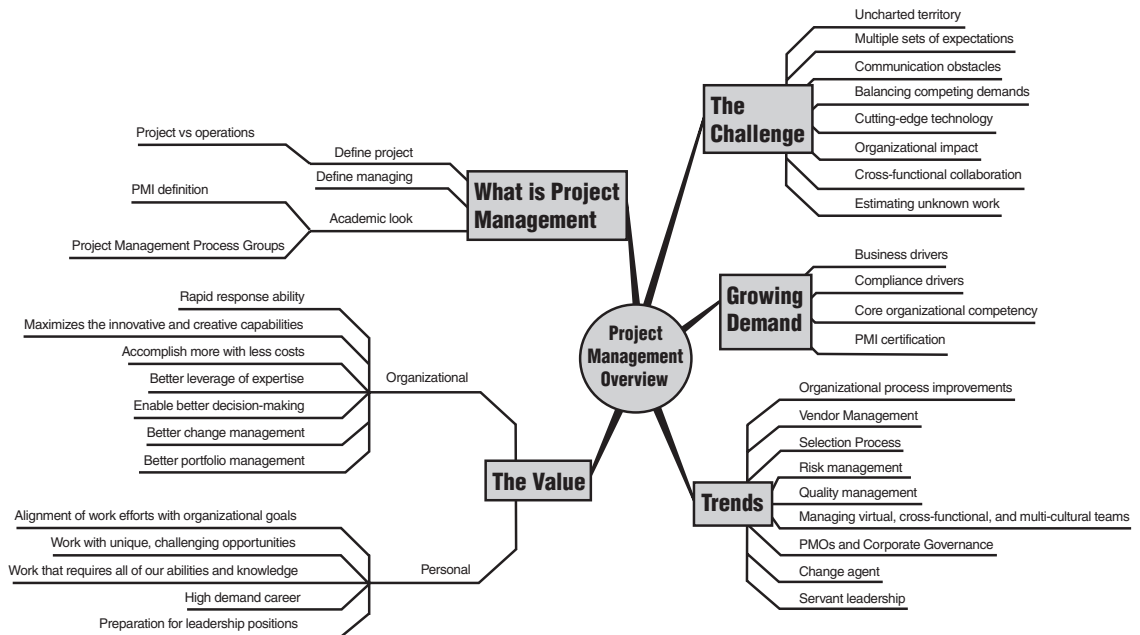 Project
Management
Overview
What is Project
Management
Define project
Project vs operations
Define managing
Academic look
PMI definition
Project Management Process Groups
The Value
Organizational
Rapid response ability
Maximizes the innovative and creative capabilities
Accomplish more with less costs
Better leverage of expertise
Enable better decision-making
Better change management
Better portfolio management
Personal
Alignment of work efforts with organizational goals
Work with unique, challenging opportunities
Work that requires all of our abilities and knowledge
High demand career
Preparation for leadership positions
The
Challenge
Uncharted territory
Multiple sets of expectations
Communication obstacles
Balancing competing demands
Cutting-edge technology
Organizational impact
Cross-functional collaboration
Estimating unknown work
Growing
Demand
Business drivers
Compliance drivers
Core organizational competency
PMI certification
Trends
Organizational process improvements
Vendor Management
Selection Process
Risk management
Quality management
Managing virtual, cross-functional, and multi-cultural teams
PMOs and Corporate Governance
Change agent
Servant leadership